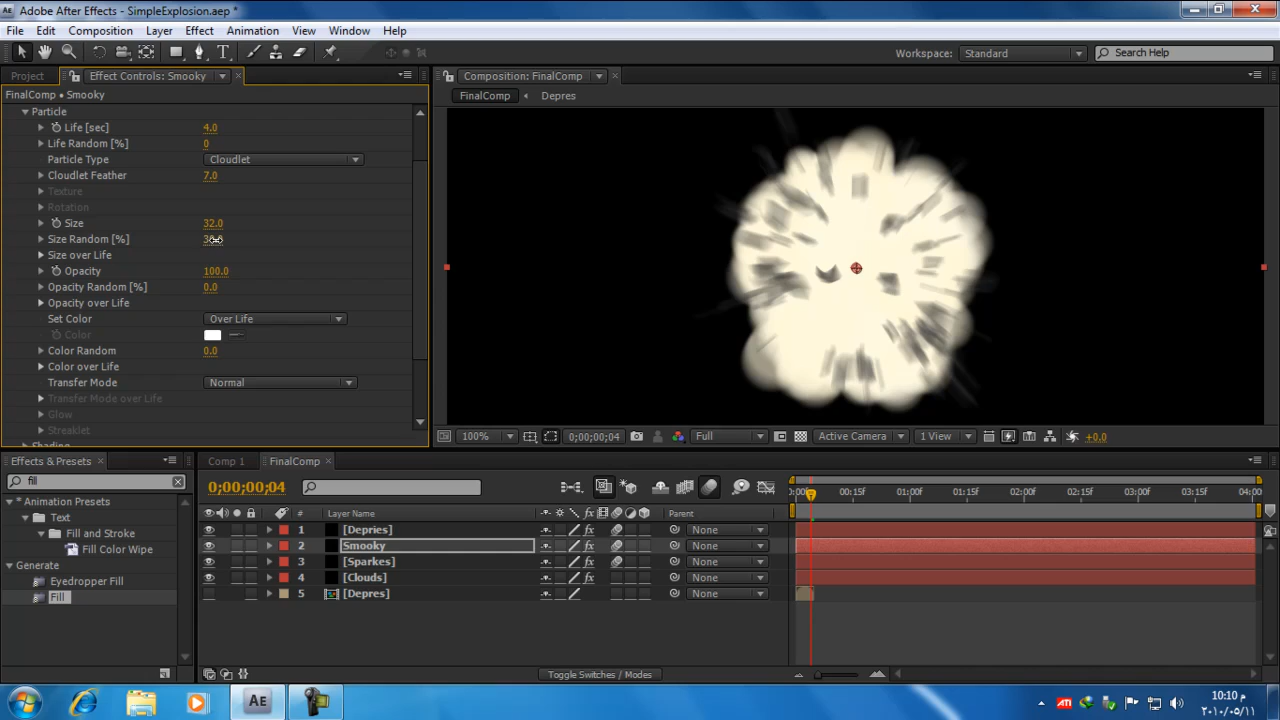 Adobe After Effects - SimpleExplosion.aep *
File Edit Composition Layer Effect Animation View Window Help
Workspace: Standard Search Help
Project Effect Controls: Smooky Composition: FinalComp
FinalComp • Smooky FinalComp Depres
Particle
Life [sec] 4.0
Life Random [%] 0
Particle Type Cloudlet
Cloudlet Feather 7.0
Texture
Rotation
Size 32.0
Size Random [%]
Size over Life
Opacity 100.0
Opacity Random [%] 0.0
Opacity over Life
Set Color Over Life
Color
Color Random 0.0
Color over Life
Transfer Mode Normal
Transfer Mode over Life
Glow
Streaklet
Shading
100% 0;00;00;04 Full Active Camera 1 View +0.0
Effects & Presets Comp 1 FinalComp
fill 0;00;00;04
* Animation Presets
Text
Fill and Stroke
Fill Color Wipe
Generate
Eyedropper Fill
Fill
# Layer Name Parent
:00f 00:15f 01:00f 01:15f 02:00f 02:15f 03:00f 03:15f 04:00
1 [Depries] None
2 Smooky None
3 [Sparkes] None
4 [Clouds] None
5 [Depres] None
Toggle Switches / Modes
Ae ATI
10:10 م
٢٠١٠/٠٥/١١